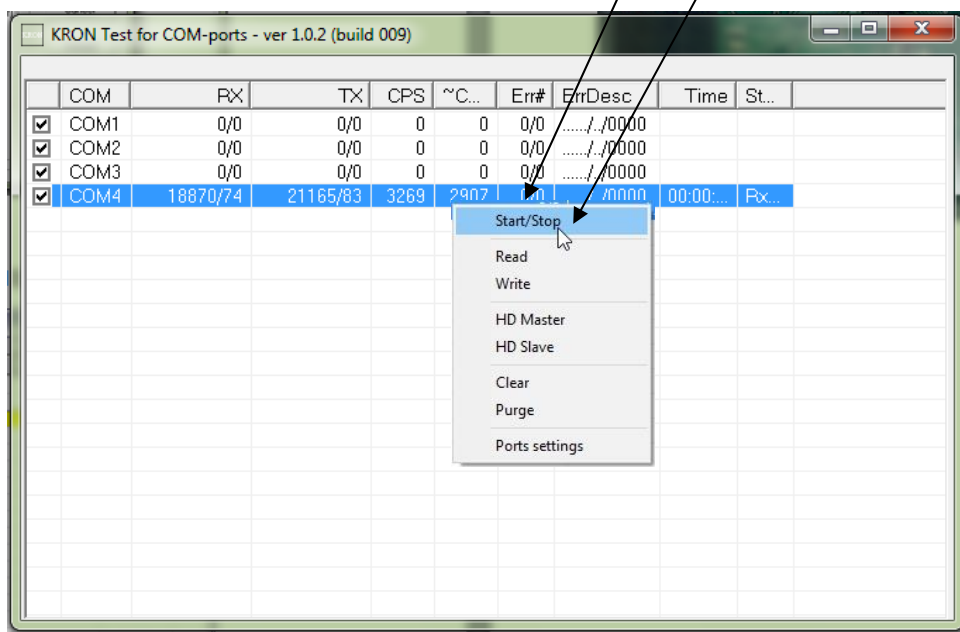 KRON Test for COM-ports - ver 1.0.2 (build 009)
COM RX TX CPS ~C... Err# ErrDesc Time St...
COM1 0/0 0/0 0 0 0/0 ....../../0000
COM2 0/0 0/0 0 0 0/0 ....../../0000
COM3 0/0 0/0 0 0 0/0 ....../../0000
COM4 18870/74 21165/83 3269 2907 0/0 /0000 00:00:... Rx...
Start/Stop
Read
Write
HD Master
HD Slave
Clear
Purge
Ports settings